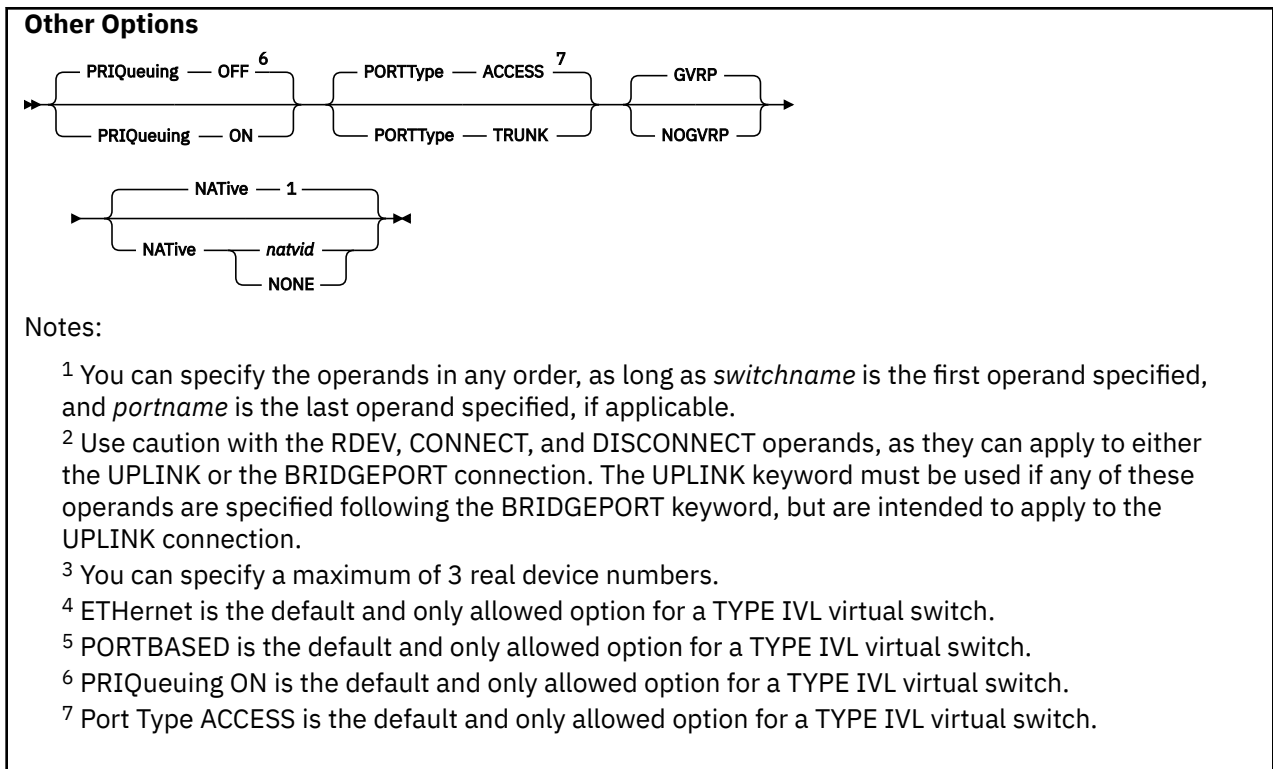 Other Options
PRIQueuing OFF 6 PORTType ACCESS 7 GVRP
PRIQueuing ON PORTType TRUNK NOGVRP
NATive 1
NATive natvid
NONE
Notes:
1 You can specify the operands in any order, as long as switchname is the first operand specified,
and portname is the last operand specified, if applicable.
2 Use caution with the RDEV, CONNECT, and DISCONNECT operands, as they can apply to either
the UPLINK or the BRIDGEPORT connection. The UPLINK keyword must be used if any of these
operands are specified following the BRIDGEPORT keyword, but are intended to apply to the
UPLINK connection.
3 You can specify a maximum of 3 real device numbers.
4 ETHernet is the default and only allowed option for a TYPE IVL virtual switch.
5 PORTBASED is the default and only allowed option for a TYPE IVL virtual switch.
6 PRIQueuing ON is the default and only allowed option for a TYPE IVL virtual switch.
7 Port Type ACCESS is the default and only allowed option for a TYPE IVL virtual switch.